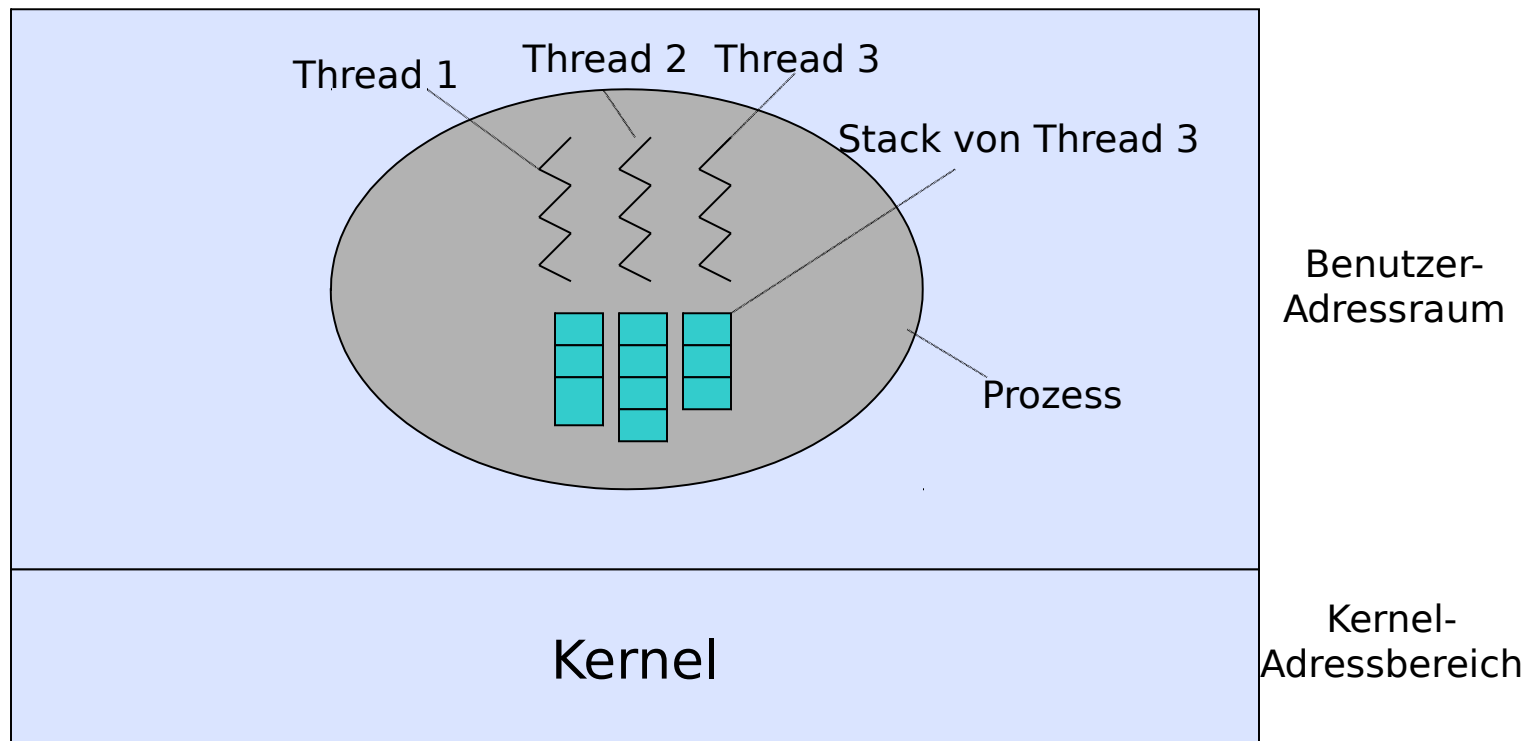 Thread 1
Thread 2
Thread 3
Stack von Thread 3
Benutzer-
Adressraum
Prozess
Kernel
Kernel-
Adressbereich